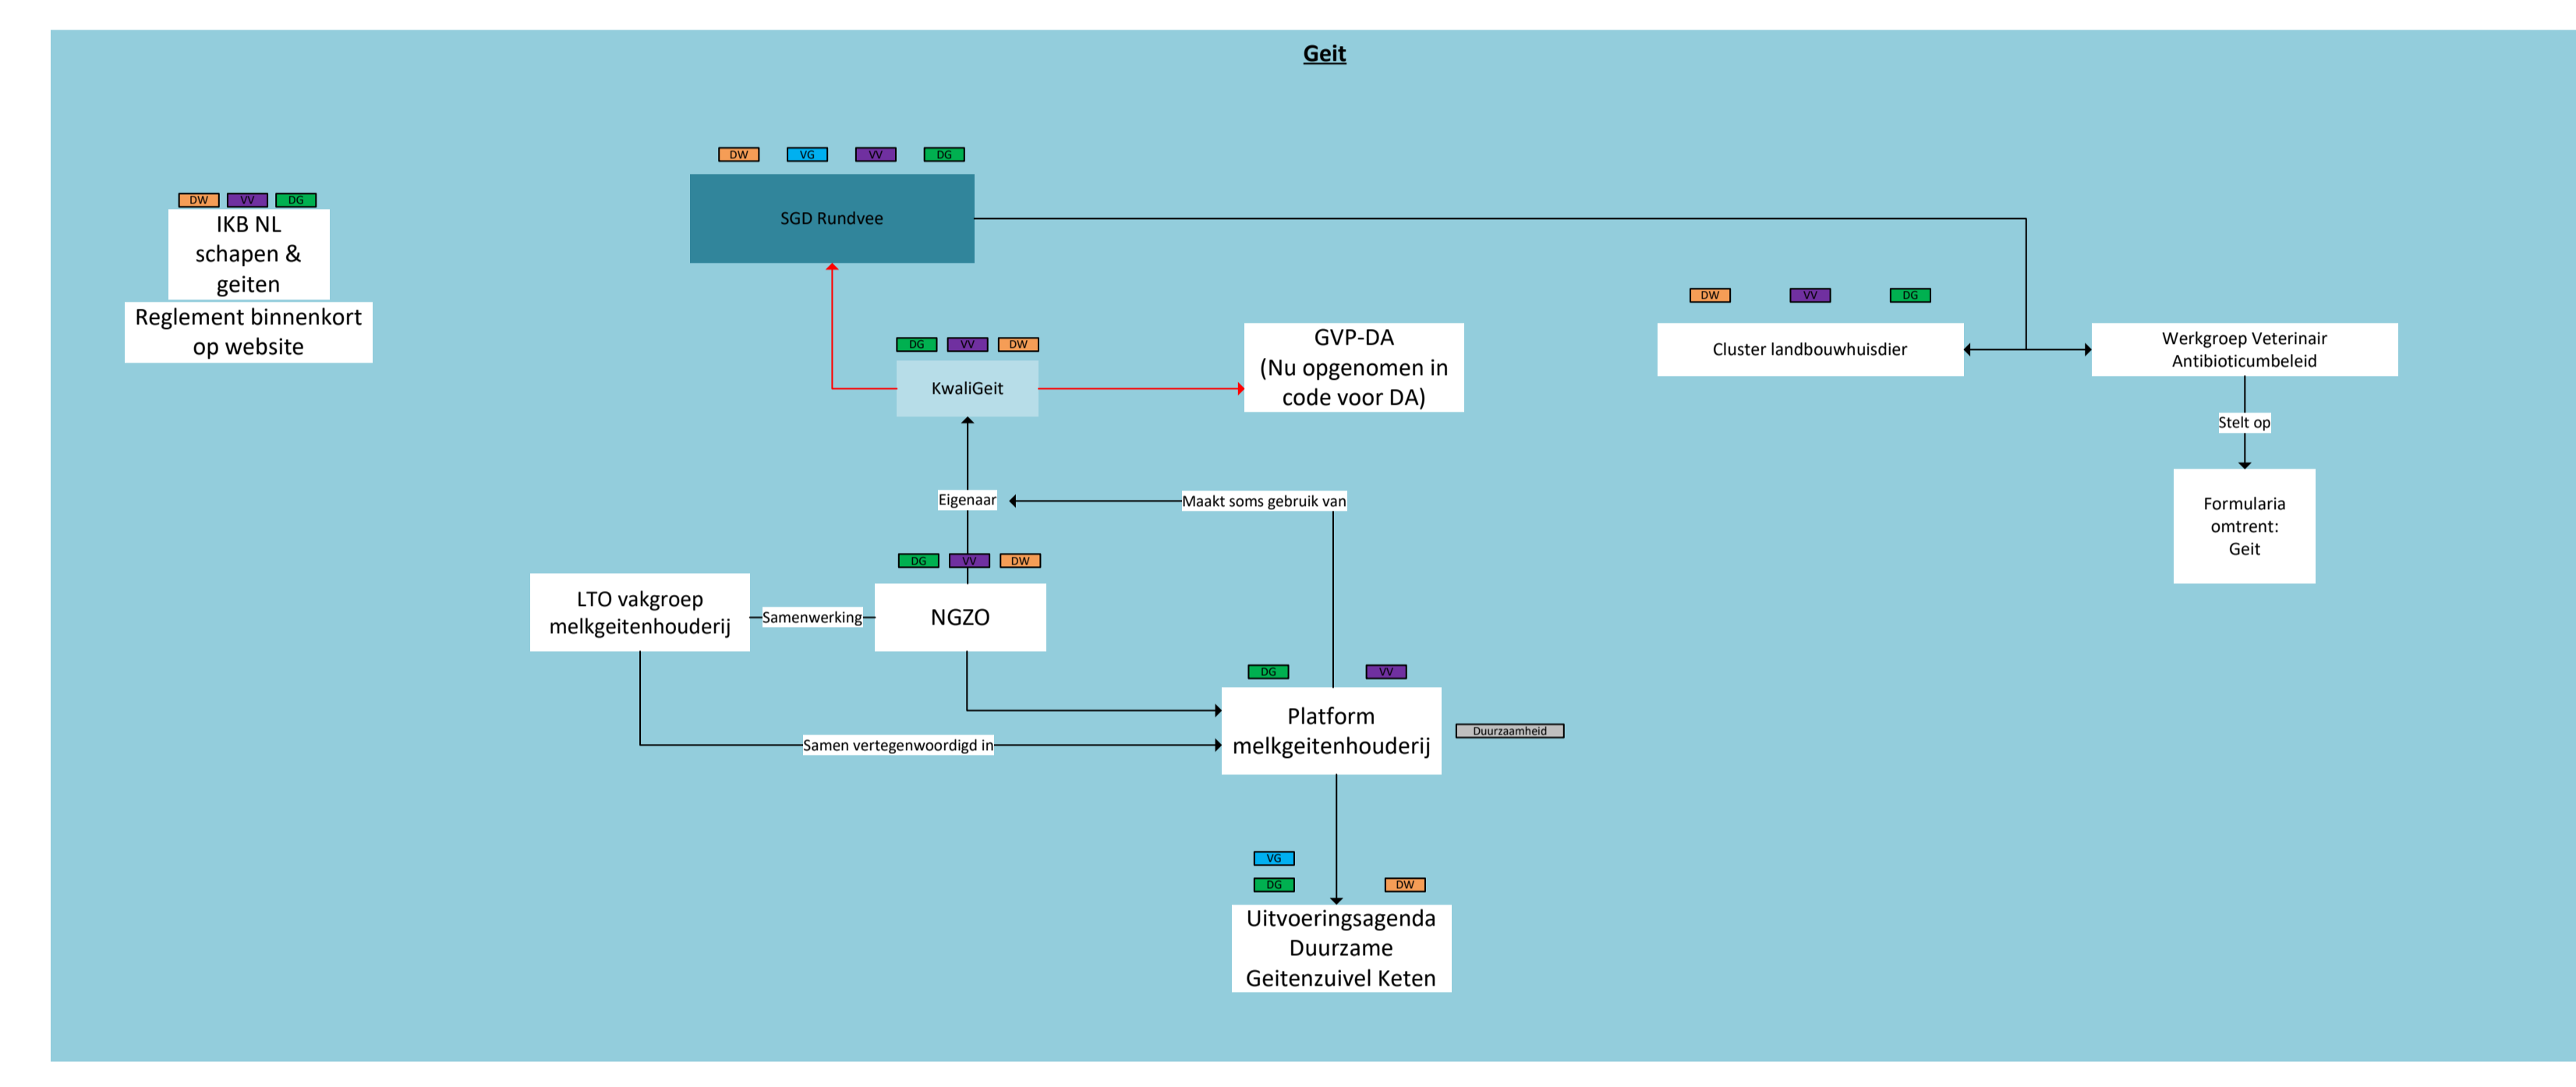 Geit
DW VG VV DG
SGD Rundvee
DW VV DG
IKB NL
schapen &
geiten
Reglement binnenkort
op website
DW VV DG
Cluster landbouwhuisdier
Werkgroep Veterinair
Antibioticumbeleid
Stelt op
Formularia
omtrent:
Geit
DG VV DW
KwaliGeit
GVP-DA
(Nu opgenomen in
code voor DA)
Eigenaar
Maakt soms gebruik van
DG VV DW
LTO vakgroep
melkgeitenhouderij
Samenwerking
NGZO
DG VV
Platform
melkgeitenhouderij
Duurzaamheid
Samen vertegenwoordigd in
VG
DG DW
Uitvoeringsagenda
Duurzame
Geitenzuivel Keten